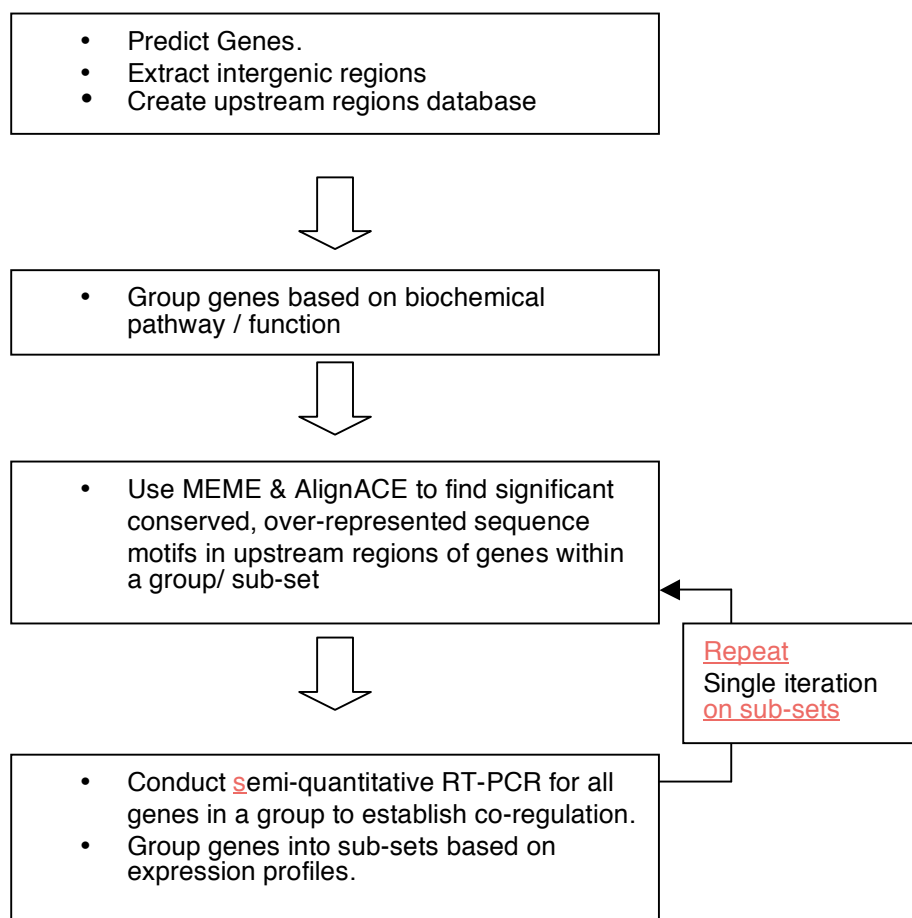 • Predict Genes.
• Extract intergenic regions
• Create upstream regions database
• Group genes based on biochemical
pathway / function
• Use MEME & AlignACE to find significant
conserved, over-represented sequence
motifs in upstream regions of genes within
a group/ sub-set
Repeat
Single iteration
on sub-sets
• Conduct semi-quantitative RT-PCR for all
genes in a group to establish co-regulation.
• Group genes into sub-sets based on
expression profiles.